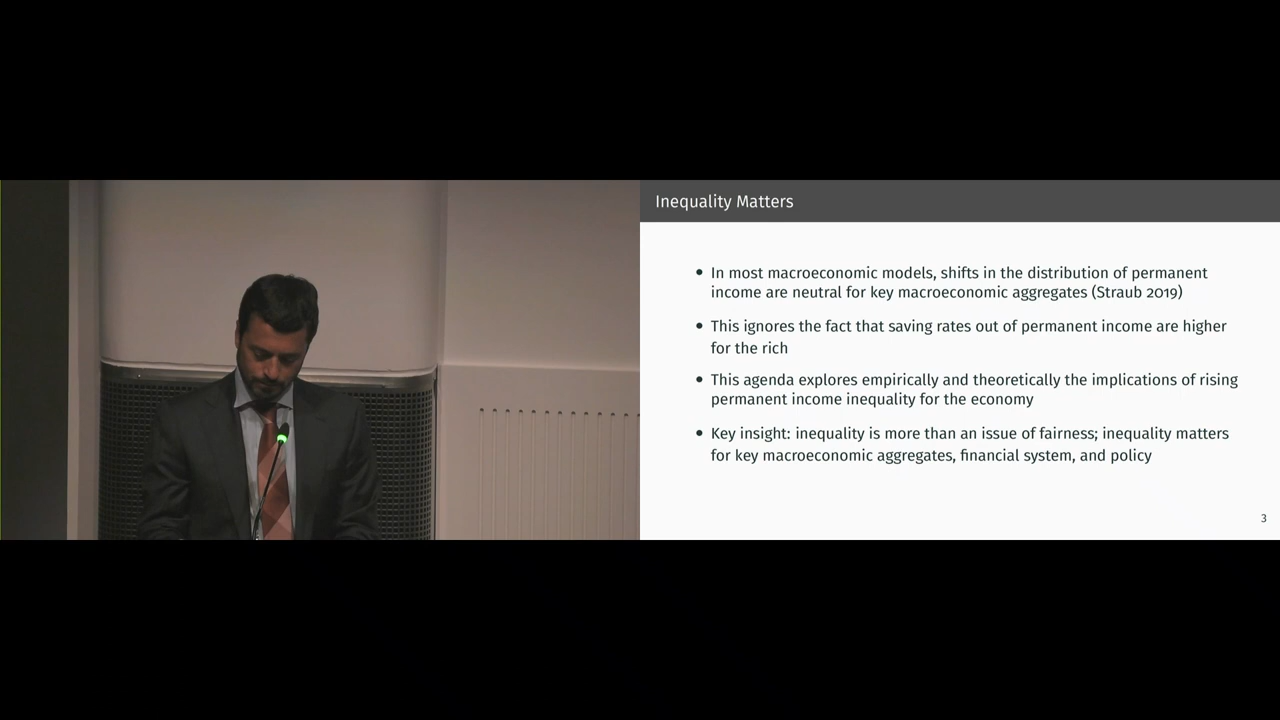 Inequality Matters
• In most macroeconomic models, shifts in the distribution of permanent
income are neutral for key macroeconomic aggregates (Straub 2019)
• This ignores the fact that saving rates out of permanent income are higher
for the rich
• This agenda explores empirically and theoretically the implications of rising
permanent income inequality for the economy
• Key insight: inequality is more than an issue of fairness; inequality matters
for key macroeconomic aggregates, financial system, and policy
3